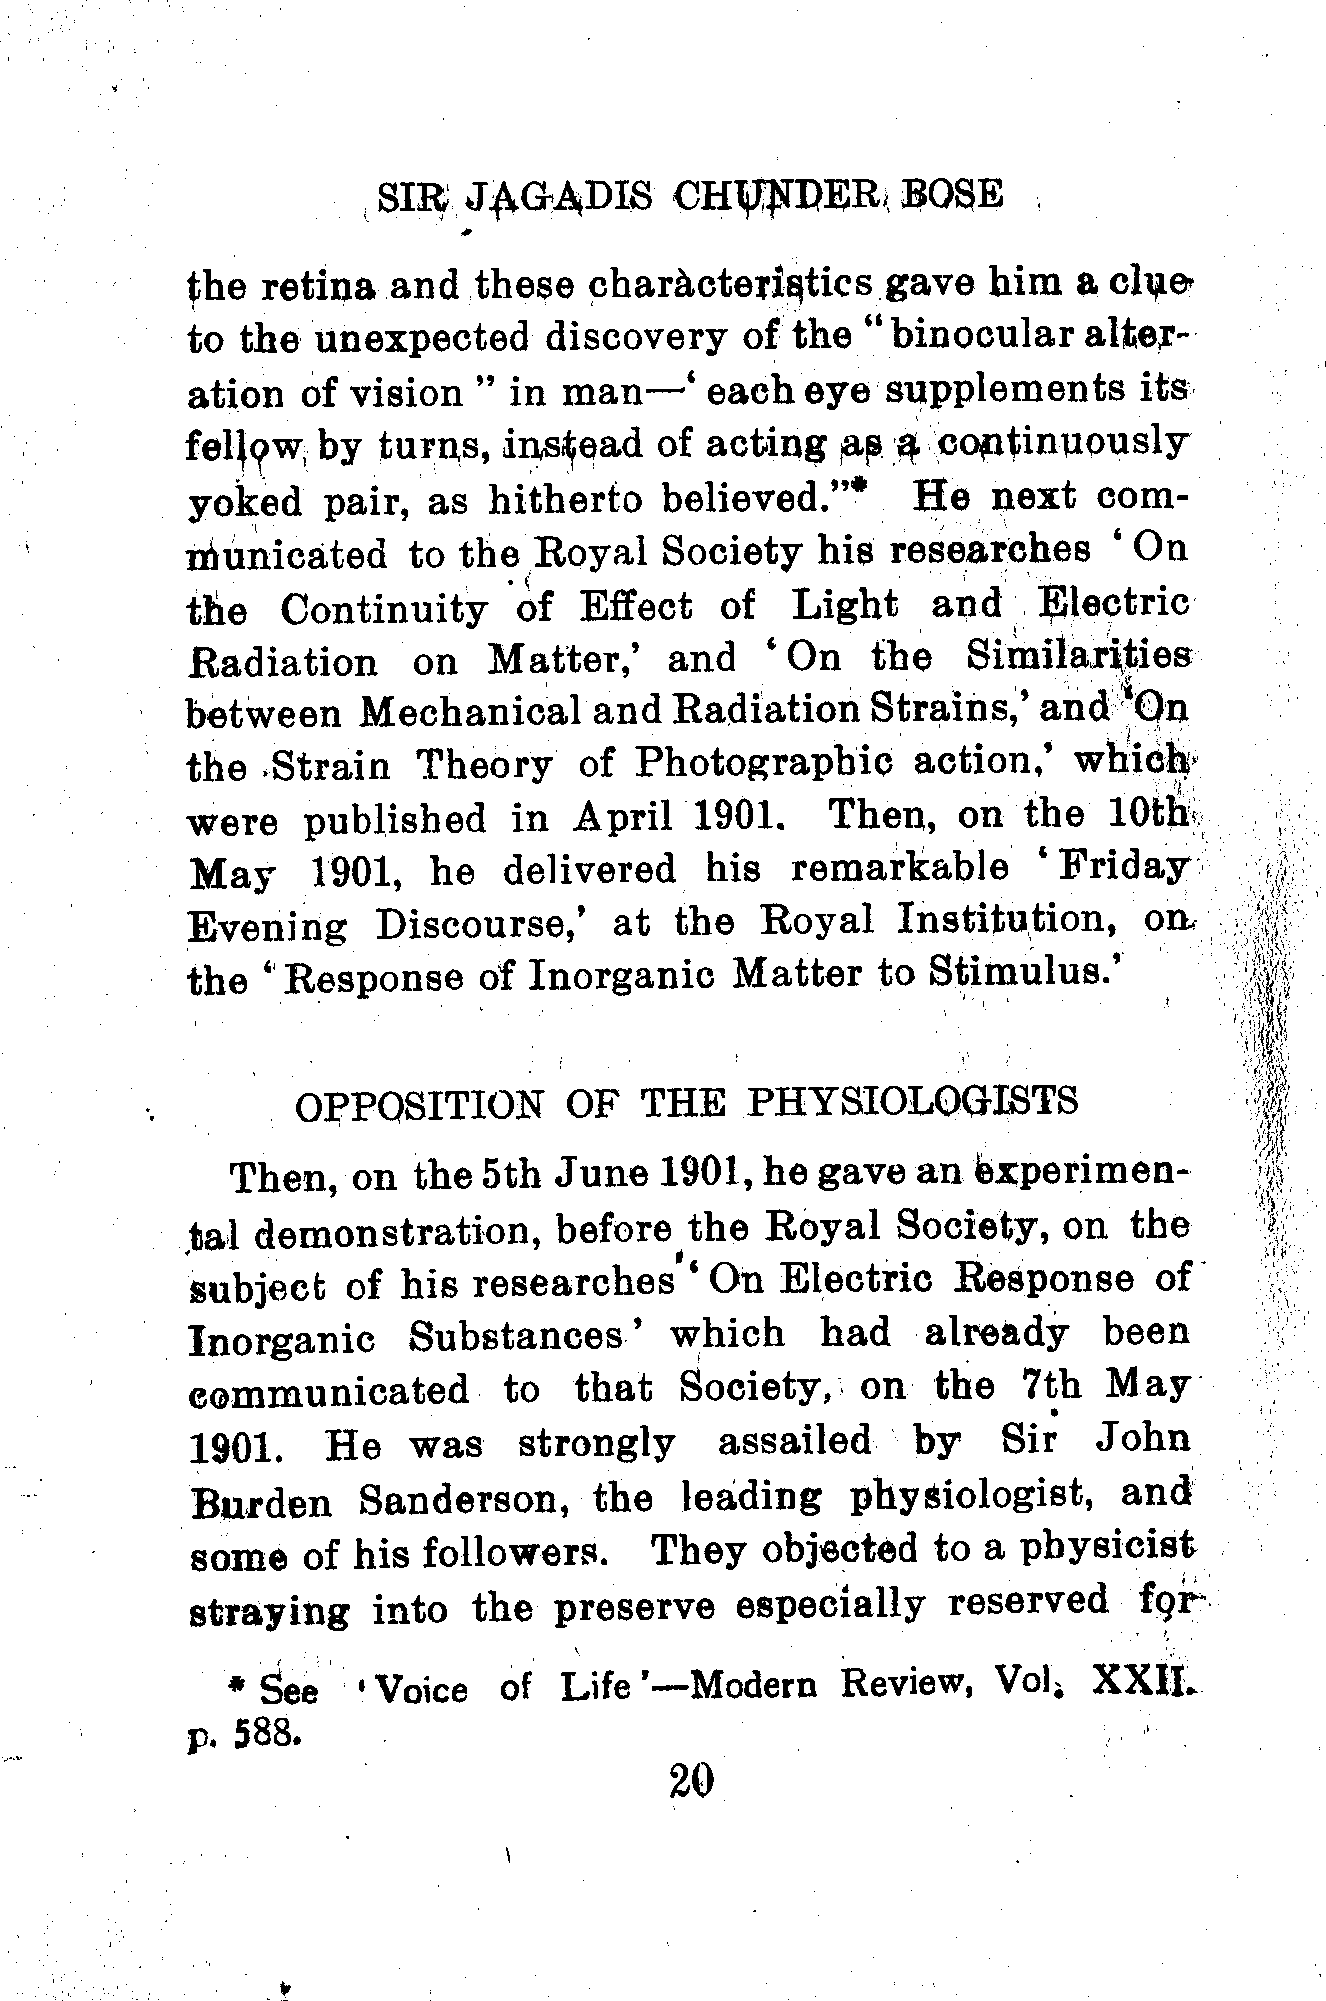 SIR JAGADIS CHUNDER BOSE
the retina and these characteristics gave him a clue
to the unexpected discovery of the "binocular alter-
ation of vision" in man—'each eye supplements its
fellow by turns, instead of acting as a continuously
yoked pair, as hitherto believed."* He next com-
municated to the Royal Society his researches 'On
the Continuity of Effect of Light and Electric
Radiation on Matter,' and 'On the Similarities
between Mechanical and Radiation Strains,' and 'On
the Strain Theory of Photographic action,' which
were published in April 1901. Then, on the 10th
May 1901, he delivered his remarkable 'Friday
Evening Discourse,' at the Royal Institution, on
the 'Response of Inorganic Matter to Stimulus.'
OPPOSITION OF THE PHYSIOLOGISTS
Then, on the 5th June 1901, he gave an experimen-
tal demonstration, before the Royal Society, on the
subject of his researches 'On Electric Response of
Inorganic Substances' which had already been
communicated to that Society, on the 7th May
1901. He was strongly assailed by Sir John
Burden Sanderson, the leading physiologist, and
some of his followers. They objected to a physicist
straying into the preserve especially reserved for
* See 'Voice of Life'—Modern Review, Vol. XXII.
p. 588.
20